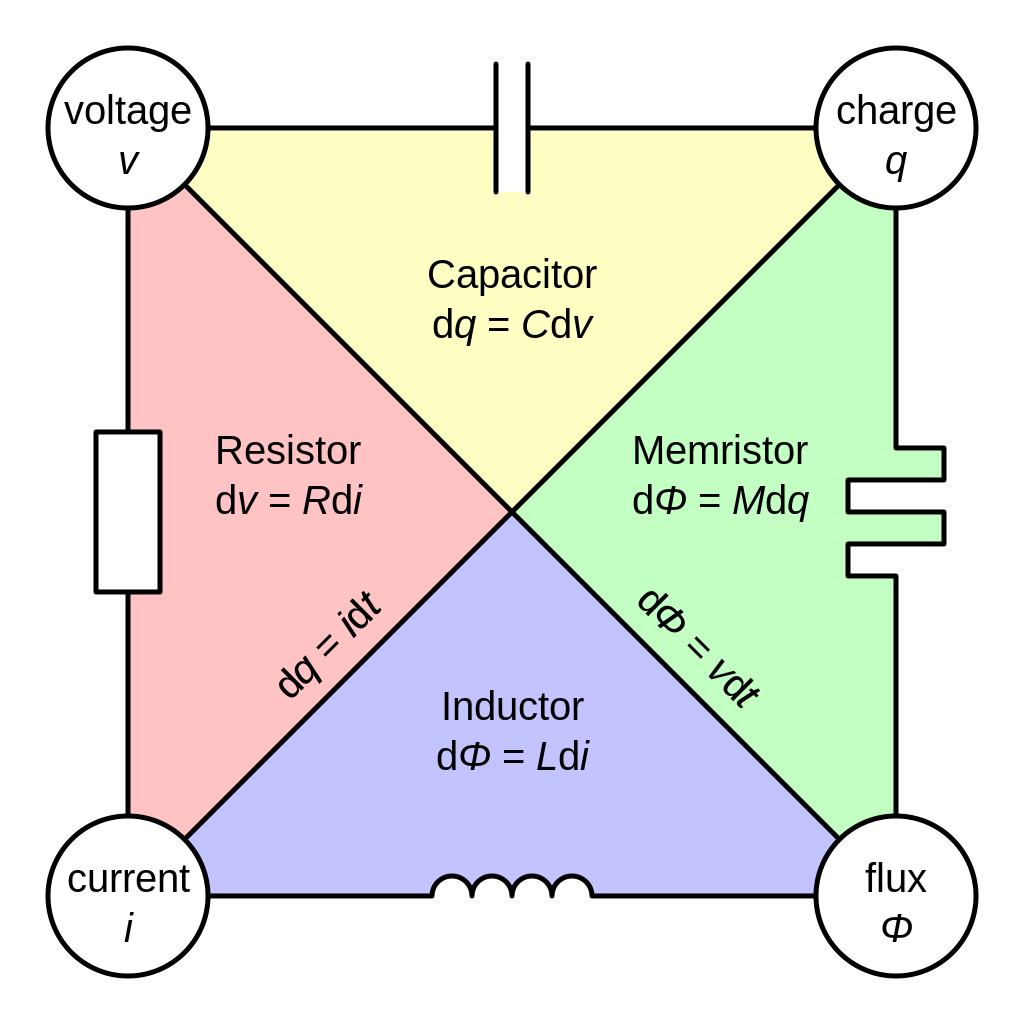 voltage
v
charge
q
Capacitor
dq = Cdv
Resistor
dv = Rdi
Memristor
dΦ = Mdq
dq = idt
dΦ = vdt
Inductor
dΦ = Ldi
current
i
flux
Φ